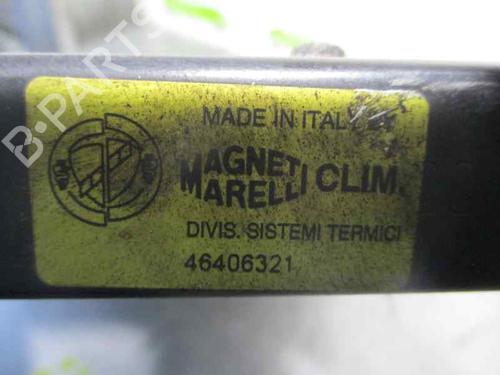 B-PARTS
MADE IN ITALY
MAGNETI
MARELLI CLIM.
DIVIS. SISTEMI TERMICI
46406321